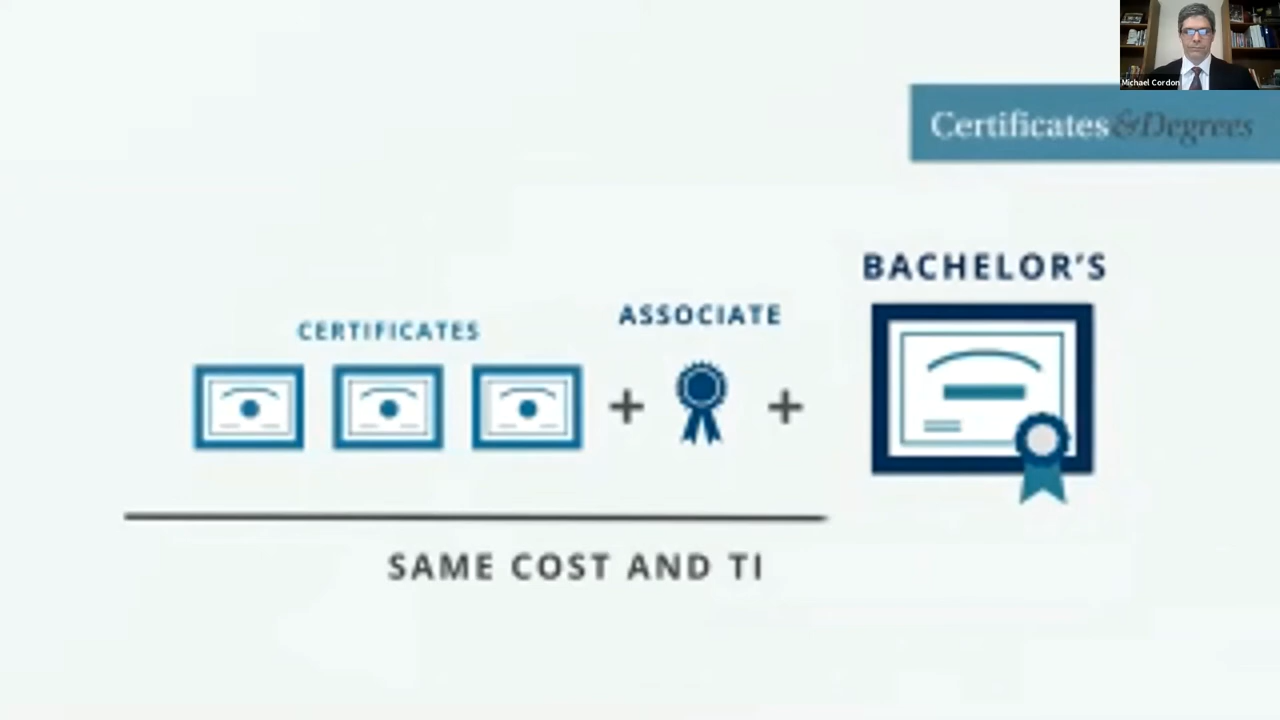 Michael Cordon
Certificates &Degrees
BACHELOR'S
ASSOCIATE
CERTIFICATES
+ +
SAME COST AND TI